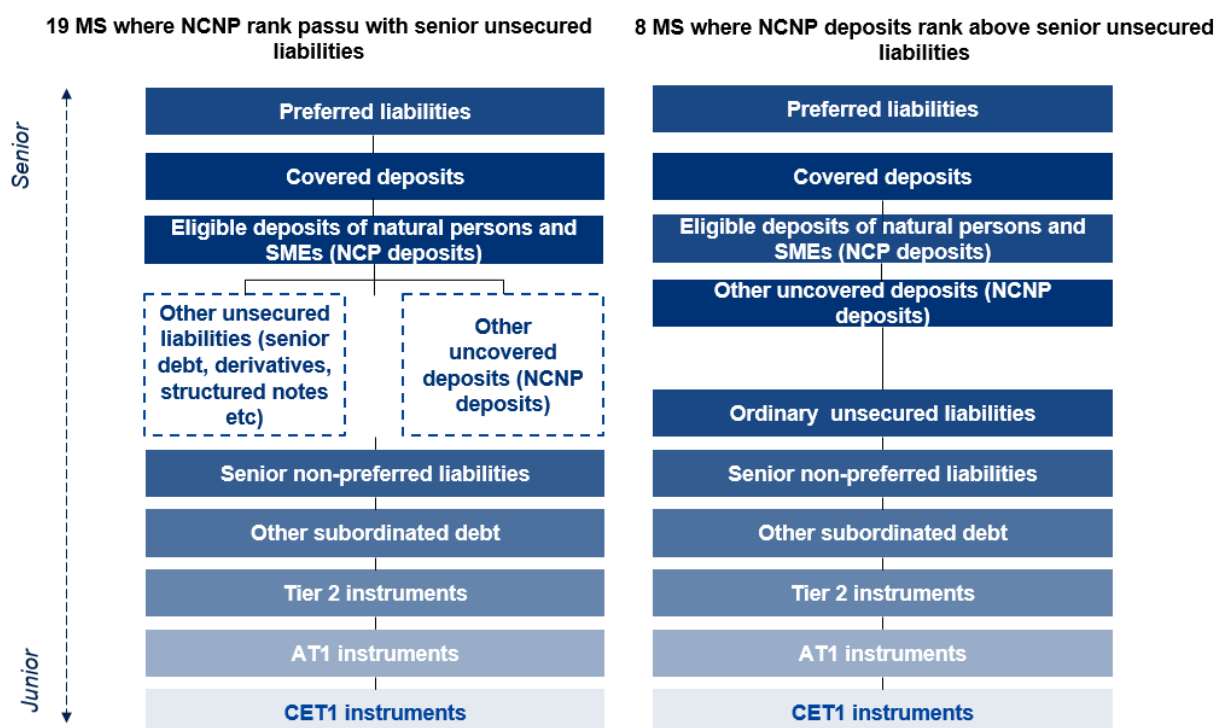 19 MS where NCNP rank passu with senior unsecured
liabilities
Senior
Junior
Preferred liabilities
Covered deposits
Eligible deposits of natural persons and
SMEs (NCP deposits)
Other unsecured
liabilities (senior
debt, derivatives,
structured notes
etc)
Other
uncovered
deposits (NCNP
deposits)
Senior non-preferred liabilities
Other subordinated debt
Tier 2 instruments
AT1 instruments
CET1 instruments
8 MS where NCNP deposits rank above senior unsecured
liabilities
Preferred liabilities
Covered deposits
Eligible deposits of natural persons and
SMEs (NCP deposits)
Other uncovered deposits (NCNP
deposits)
Ordinary unsecured liabilities
Senior non-preferred liabilities
Other subordinated debt
Tier 2 instruments
AT1 instruments
CET1 instruments